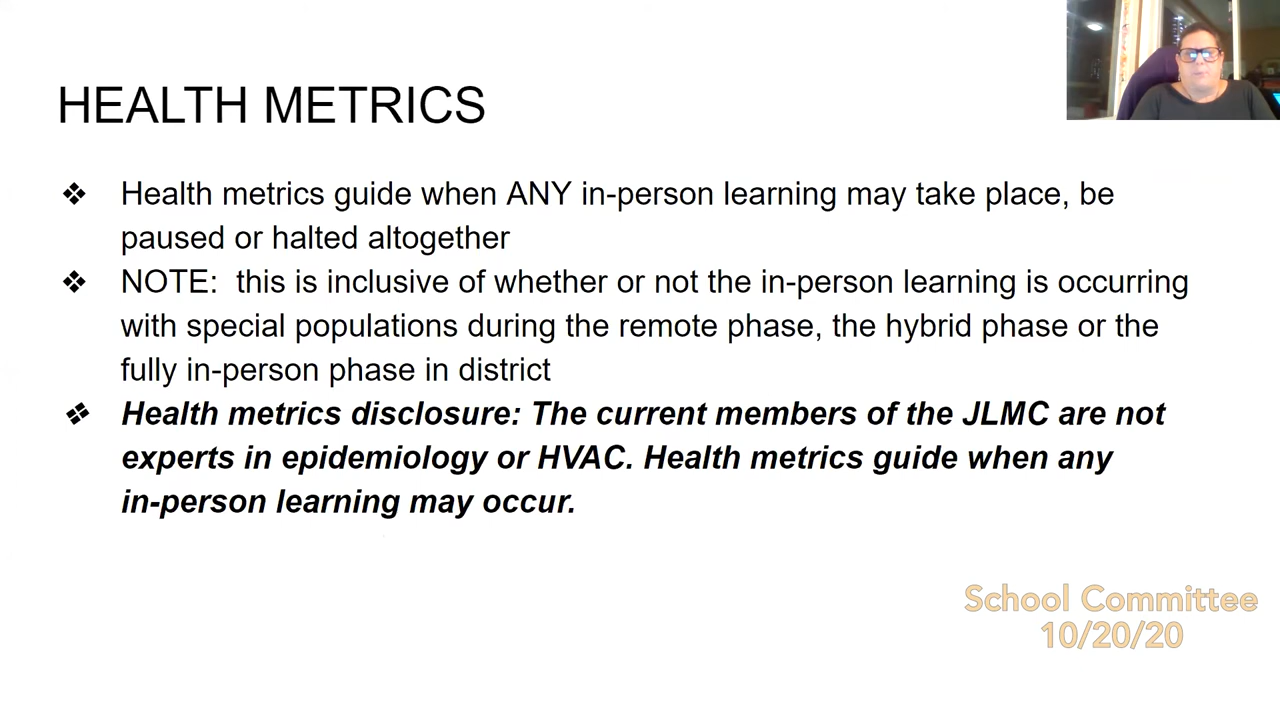 HEALTH METRICS
❖ Health metrics guide when ANY in-person learning may take place, be
paused or halted altogether
❖ NOTE:  this is inclusive of whether or not the in-person learning is occurring
with special populations during the remote phase, the hybrid phase or the
fully in-person phase in district
❖ Health metrics disclosure: The current members of the JLMC are not
experts in epidemiology or HVAC. Health metrics guide when any
in-person learning may occur.
School Committee
10/20/20